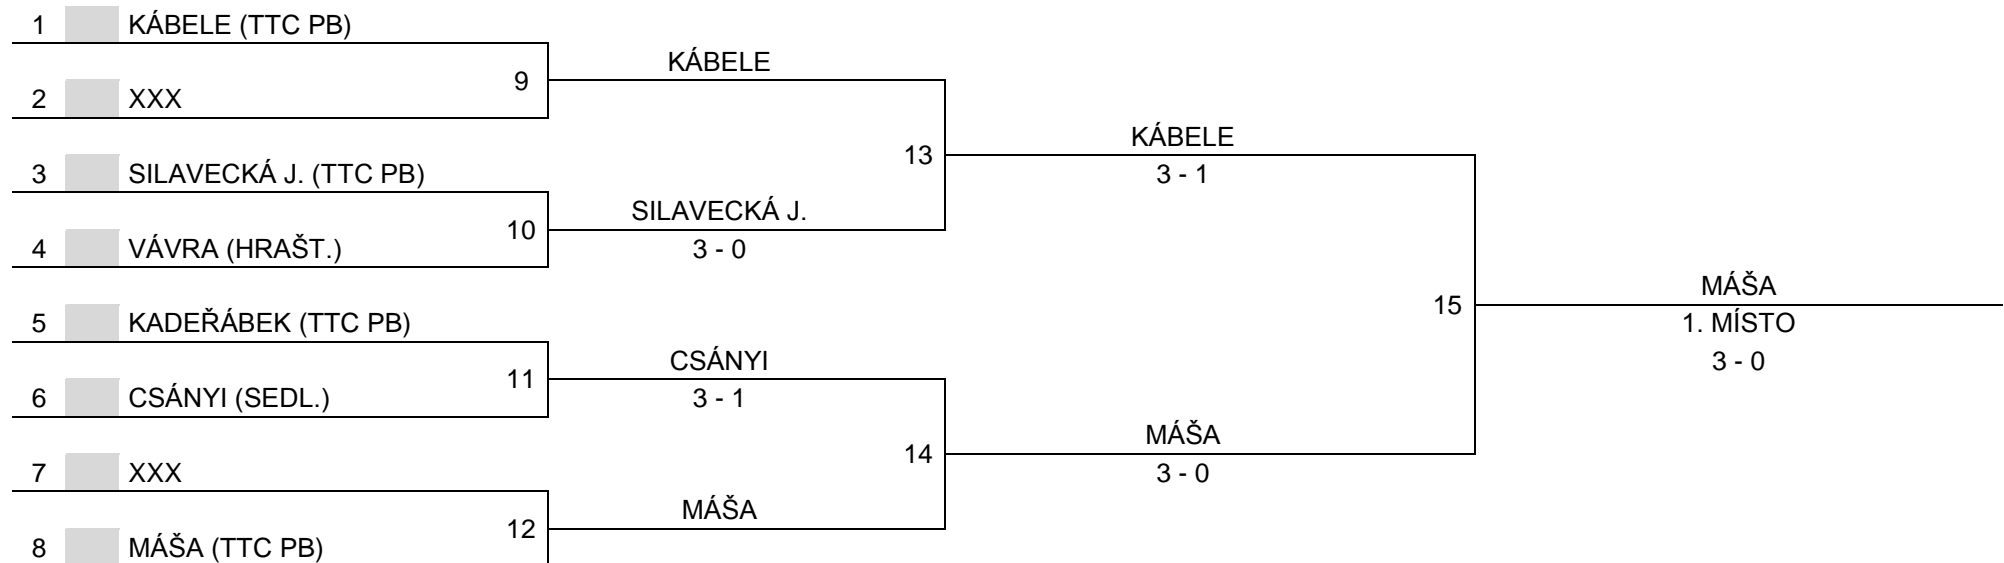 1 KÁBELE (TTC PB)
KÁBELE
9
2 XXX
KÁBELE
13
3 SILAVECKÁ J. (TTC PB)
3 - 1
SILAVECKÁ J.
10
4 VÁVRA (HRAŠT.)
3 - 0
MÁŠA
15
5 KADEŘÁBEK (TTC PB)
1. MÍSTO
CSÁNYI
3 - 0
11
6 CSÁNYI (SEDL.)
3 - 1
MÁŠA
14
7 XXX
3 - 0
MÁŠA
12
8 MÁŠA (TTC PB)